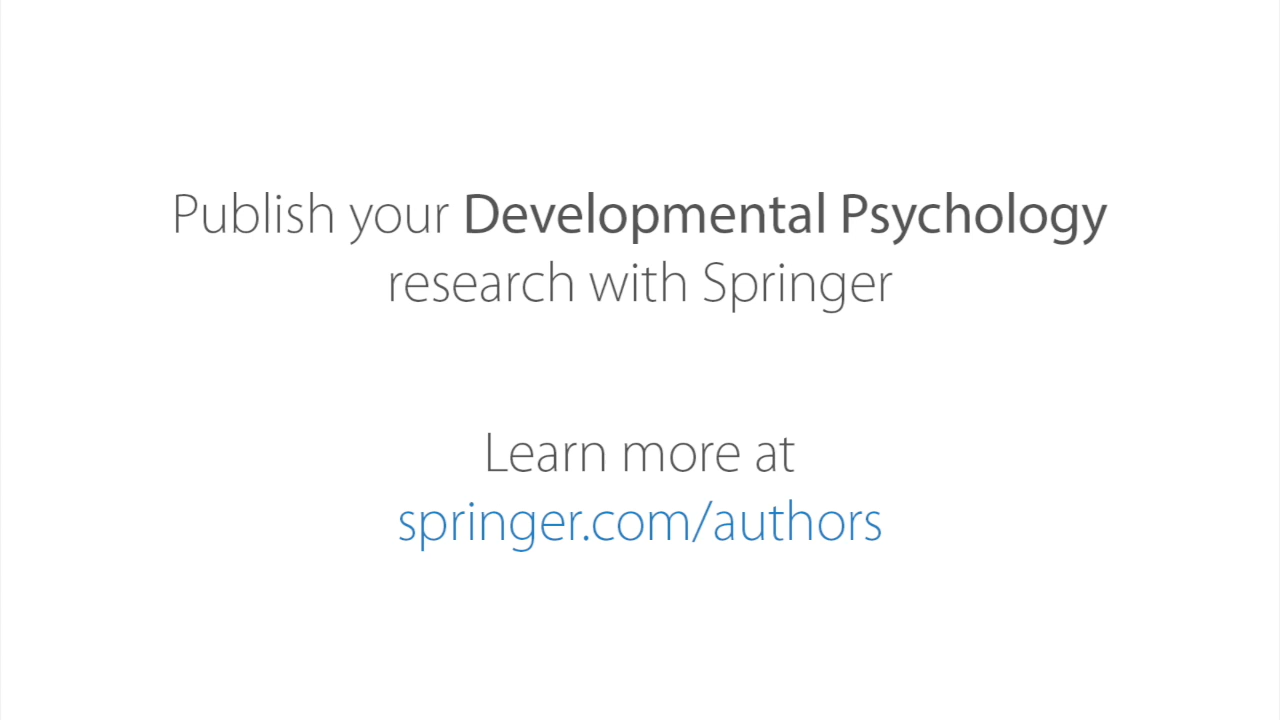 Publish your Developmental Psychology
research with Springer
Learn more at
springer.com/authors